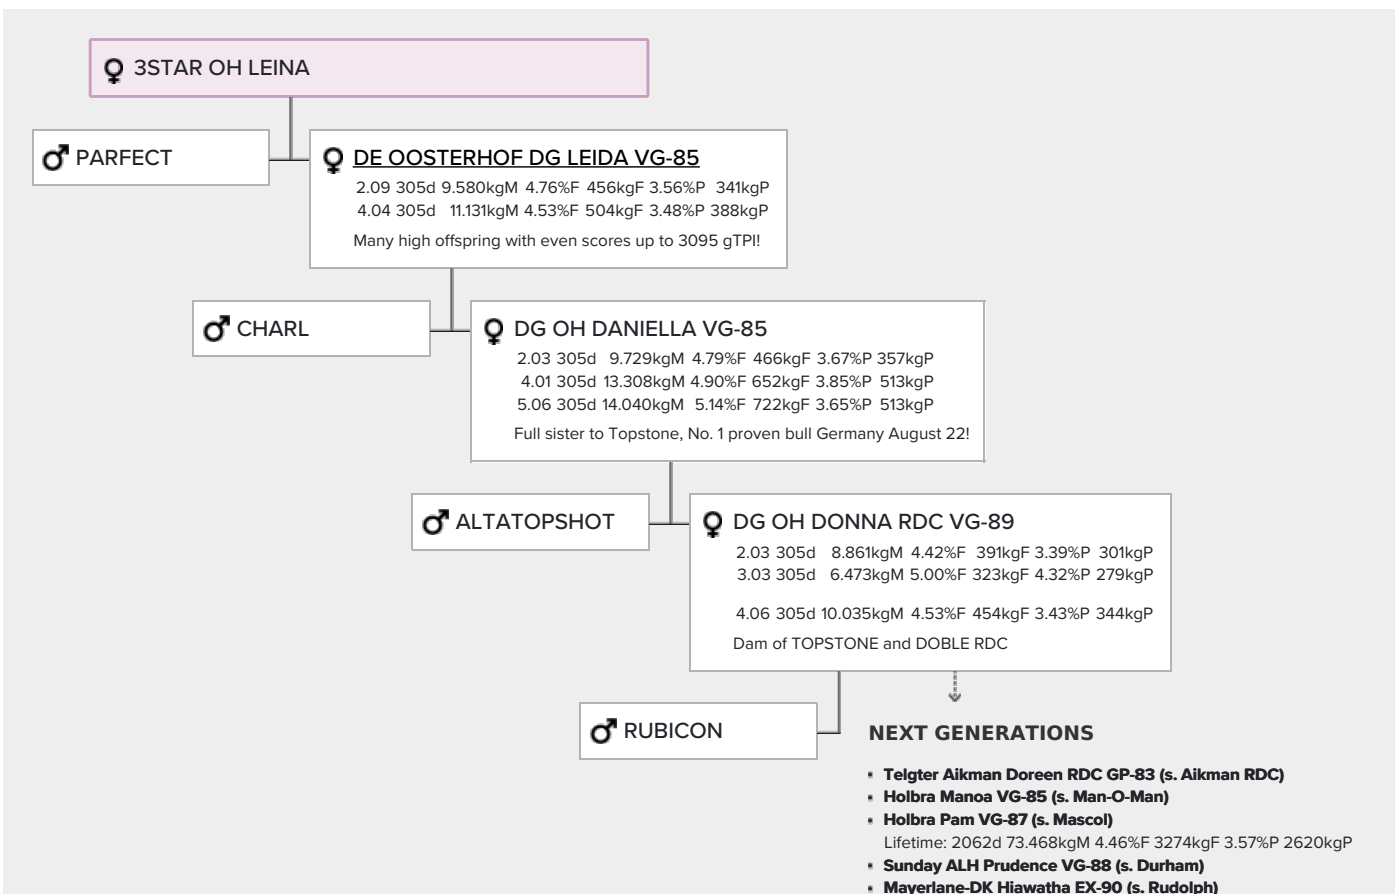 3STAR OH LEINA
PARFECT
DE OOSTERHOF DG LEIDA VG-85
2.09 305d 9.580kgM 4.76%F 456kgF 3.56%P 341kgP
4.04 305d 11.131kgM 4.53%F 504kgF 3.48%P 388kgP
Many high offspring with even scores up to 3095 gTPI!
CHARL
DG OH DANIELLA VG-85
2.03 305d 9.729kgM 4.79%F 466kgF 3.67%P 357kgP
4.01 305d 13.308kgM 4.90%F 652kgF 3.85%P 513kgP
5.06 305d 14.040kgM 5.14%F 722kgF 3.65%P 513kgP
Full sister to Topstone, No. 1 proven bull Germany August 22!
ALTATOPSHOT
DG OH DONNA RDC VG-89
2.03 305d 8.861kgM 4.42%F 391kgF 3.39%P 301kgP
3.03 305d 6.473kgM 5.00%F 323kgF 4.32%P 279kgP
4.06 305d 10.035kgM 4.53%F 454kgF 3.43%P 344kgP
Dam of TOPSTONE and DOBLE RDC
RUBICON
NEXT GENERATIONS
Telgter Aikman Doreen RDC GP-83 (s. Aikman RDC)
Holbra Manoa VG-85 (s. Man-O-Man)
Holbra Pam VG-87 (s. Mascol)
Lifetime: 2062d 73.468kgM 4.46%F 3274kgF 3.57%P 2620kgP
Sunday ALH Prudence VG-88 (s. Durham)
Mayerlane-DK Hiawatha EX-90 (s. Rudolph)